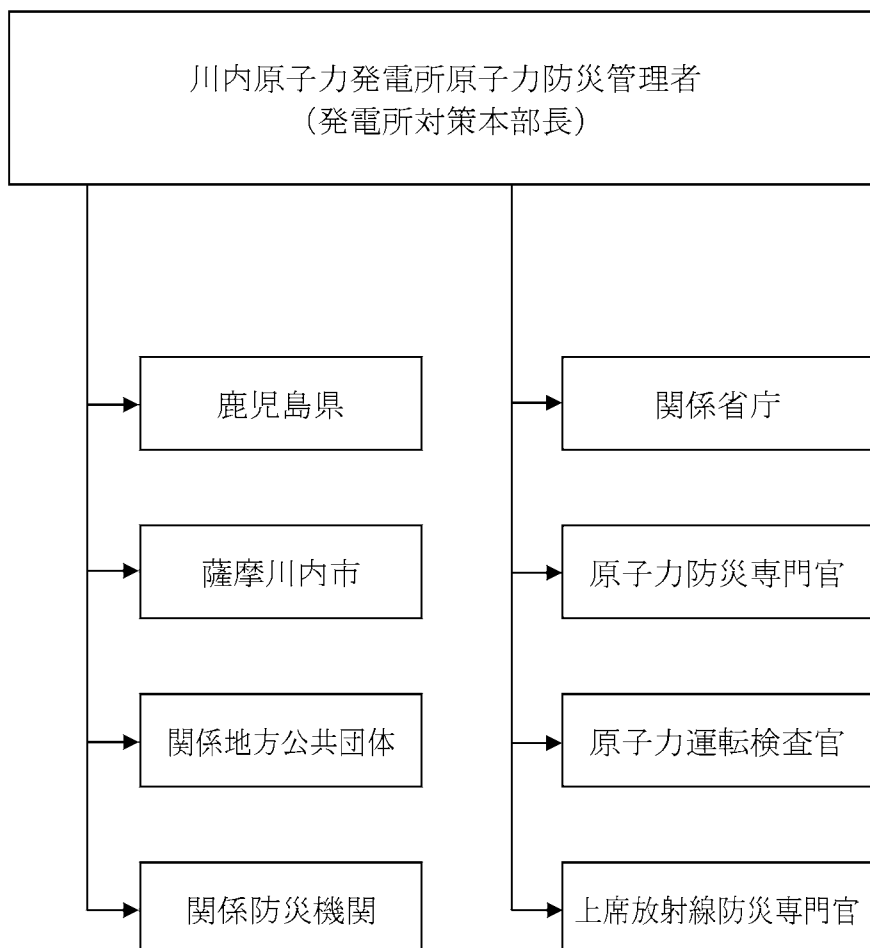 川内原子力発電所原子力防災管理者
（発電所対策本部長）
鹿児島県
薩摩川内市
関係地方公共団体
関係防災機関
関係省庁
原子力防災専門官
原子力運転検査官
上席放射線防災専門官